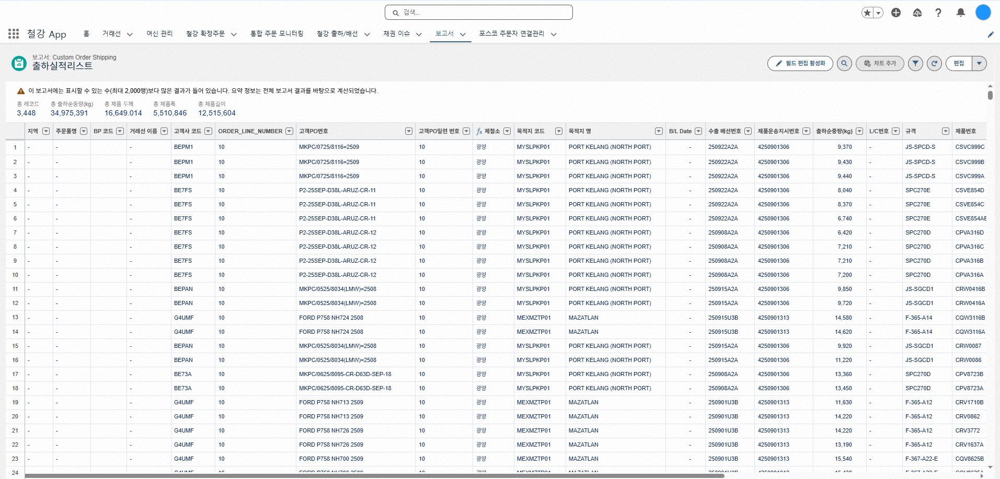 검색...
철강 App 홈 거래선 여신 관리 철강 확정주문 통합 주문 모니터링 철강 출하/배선 채권 이슈 보고서 포스코 주문자 연결관리
보고서: Custom Order Shipping
출하실적리스트
필드 편집 활성화 차트 추가 편집
이 보고서에는 표시할 수 있는 수(최대 2,000행)보다 많은 결과가 들어 있습니다. 요약 정보는 전체 보고서 결과를 바탕으로 계산되었습니다.
총 레코드 총 출하순중량(kg) 총 제품 두께 총 제품폭 총 제품길이
3,448 34,975,391 16,649.014 5,510,846 12,515,604
지역 주문품명 BP 코드 거래선 이름 고객사 코드 ORDER_LINE_NUMBER 고객PO번호 고객PO일련 번호 fx 제철소 목적지 코드 목적지 명 B/L Date 수출 배선번호 제품운송지시번호 출하순중량(kg) L/C번호 규격 제품번호
1 - - - BEPM1 10 MKPC/0725/8116=2509 10 광양 MYSLPKP01 PORT KELANG (NORTH PORT) - 250922A2A 4250901306 9,370 - JS-SPCD-S CSVC999C
2 - - - BEPM1 10 MKPC/0725/8116=2509 10 광양 MYSLPKP01 PORT KELANG (NORTH PORT) - 250922A2A 4250901306 9,430 - JS-SPCD-S CSVC999B
3 - - - BEPM1 10 MKPC/0725/8116=2509 10 광양 MYSLPKP01 PORT KELANG (NORTH PORT) - 250922A2A 4250901306 9,440 - JS-SPCD-S CSVC999A
4 - - - BE7FS 10 P2-25SEP-D38L-ARUZ-CR-11 10 광양 MYSLPKP01 PORT KELANG (NORTH PORT) - 250922A2A 4250901306 8,040 - SPC270E CSVE854D
5 - - - BE7FS 10 P2-25SEP-D38L-ARUZ-CR-11 10 광양 MYSLPKP01 PORT KELANG (NORTH PORT) - 250922A2A 4250901306 8,370 - SPC270E CSVE854C
6 - - - BE7FS 10 P2-25SEP-D38L-ARUZ-CR-11 10 광양 MYSLPKP01 PORT KELANG (NORTH PORT) - 250922A2A 4250901306 6,740 - SPC270E CSVE854AE
7 - - - BE7FS 10 P2-25SEP-D38L-ARUZ-CR-12 10 광양 MYSLPKP01 PORT KELANG (NORTH PORT) - 250908A2A 4250901306 6,420 - SPC270D CPVA316D
8 - - - BE7FS 10 P2-25SEP-D38L-ARUZ-CR-12 10 광양 MYSLPKP01 PORT KELANG (NORTH PORT) - 250908A2A 4250901306 7,210 - SPC270D CPVA316C
9 - - - BE7FS 10 P2-25SEP-D38L-ARUZ-CR-12 10 광양 MYSLPKP01 PORT KELANG (NORTH PORT) - 250908A2A 4250901306 7,210 - SPC270D CPVA316B
10 - - - BE7FS 10 P2-25SEP-D38L-ARUZ-CR-12 10 광양 MYSLPKP01 PORT KELANG (NORTH PORT) - 250908A2A 4250901306 7,200 - SPC270D CPVA316A
11 - - - BEPAN 10 MKPC/0525/8034(LMW)=2508 10 광양 MYSLPKP01 PORT KELANG (NORTH PORT) - 250915A2A 4250901306 9,850 - JS-SGCD1 CRW0416B
12 - - - BEPAN 10 MKPC/0525/8034(LMW)=2508 10 광양 MYSLPKP01 PORT KELANG (NORTH PORT) - 250915A2A 4250901306 9,720 - JS-SGCD1 CRW0416A
13 - - - G4UMF 10 FORD P758 NH724 2508 10 광양 MEXMZTP01 MAZATLAN - 250915U3B 4250901313 14,580 - F-365-A14 CQW3116B
14 - - - G4UMF 10 FORD P758 NH724 2508 10 광양 MEXMZTP01 MAZATLAN - 250915U3B 4250901313 14,620 - F-365-A14 CQW3116A
15 - - - BEPAN 10 MKPC/0525/8034(LMW)=2508 10 광양 MYSLPKP01 PORT KELANG (NORTH PORT) - 250915A2A 4250901306 9,920 - JS-SGCD1 CRW0087
16 - - - BEPAN 10 MKPC/0525/8034(LMW)=2508 10 광양 MYSLPKP01 PORT KELANG (NORTH PORT) - 250915A2A 4250901306 11,220 - JS-SGCD1 CRW0086
17 - - - BE73A 10 MKPC/0625/8095-CR-D63D-SEP-18 10 광양 MYSLPKP01 PORT KELANG (NORTH PORT) - 250908A2A 4250901306 13,360 - SPC270D CPV8723B
18 - - - BE73A 10 MKPC/0625/8095-CR-D63D-SEP-18 10 광양 MYSLPKP01 PORT KELANG (NORTH PORT) - 250908A2A 4250901306 13,450 - SPC270D CPV8723A
19 - - - G4UMF 10 FORD P758 NH713 2509 10 광양 MEXMZTP01 MAZATLAN - 250901U3B 4250901313 11,630 - F-365-A12 CRV1710B
20 - - - G4UMF 10 FORD P758 NH713 2509 10 광양 MEXMZTP01 MAZATLAN - 250901U3B 4250901313 14,220 - F-365-A12 CRV0862
21 - - - G4UMF 10 FORD P758 NH726 2509 10 광양 MEXMZTP01 MAZATLAN - 250901U3B 4250901313 14,220 - F-365-A12 CRV3772
22 - - - G4UMF 10 FORD P758 NH726 2509 10 광양 MEXMZTP01 MAZATLAN - 250901U3B 4250901313 13,190 - F-365-A12 CRV1637A
23 - - - G4UMF 10 FORD P758 NH700 2509 10 광양 MEXMZTP01 MAZATLAN - 250901U3B 4250901313 15,540 - F-367-A22-E CQV8625B
24